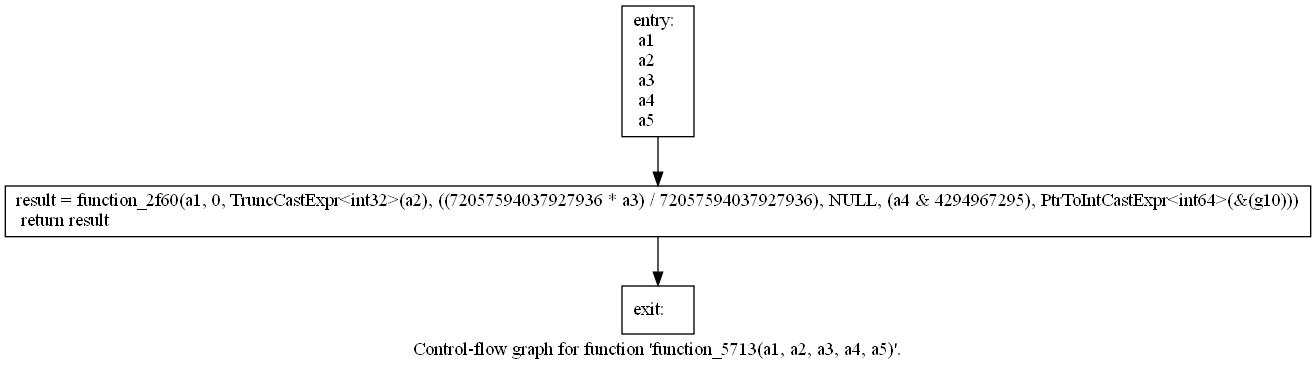 entry:
a1
a2
a3
a4
a5
result = function_2f60(a1, 0, TruncCastExpr<int32>(a2), ((72057594037927936 * a3) / 72057594037927936), NULL, (a4 & 4294967295), PtrToIntCastExpr<int64>(&(g10)))
return result
exit:
Control-flow graph for function 'function_5713(a1, a2, a3, a4, a5)'.